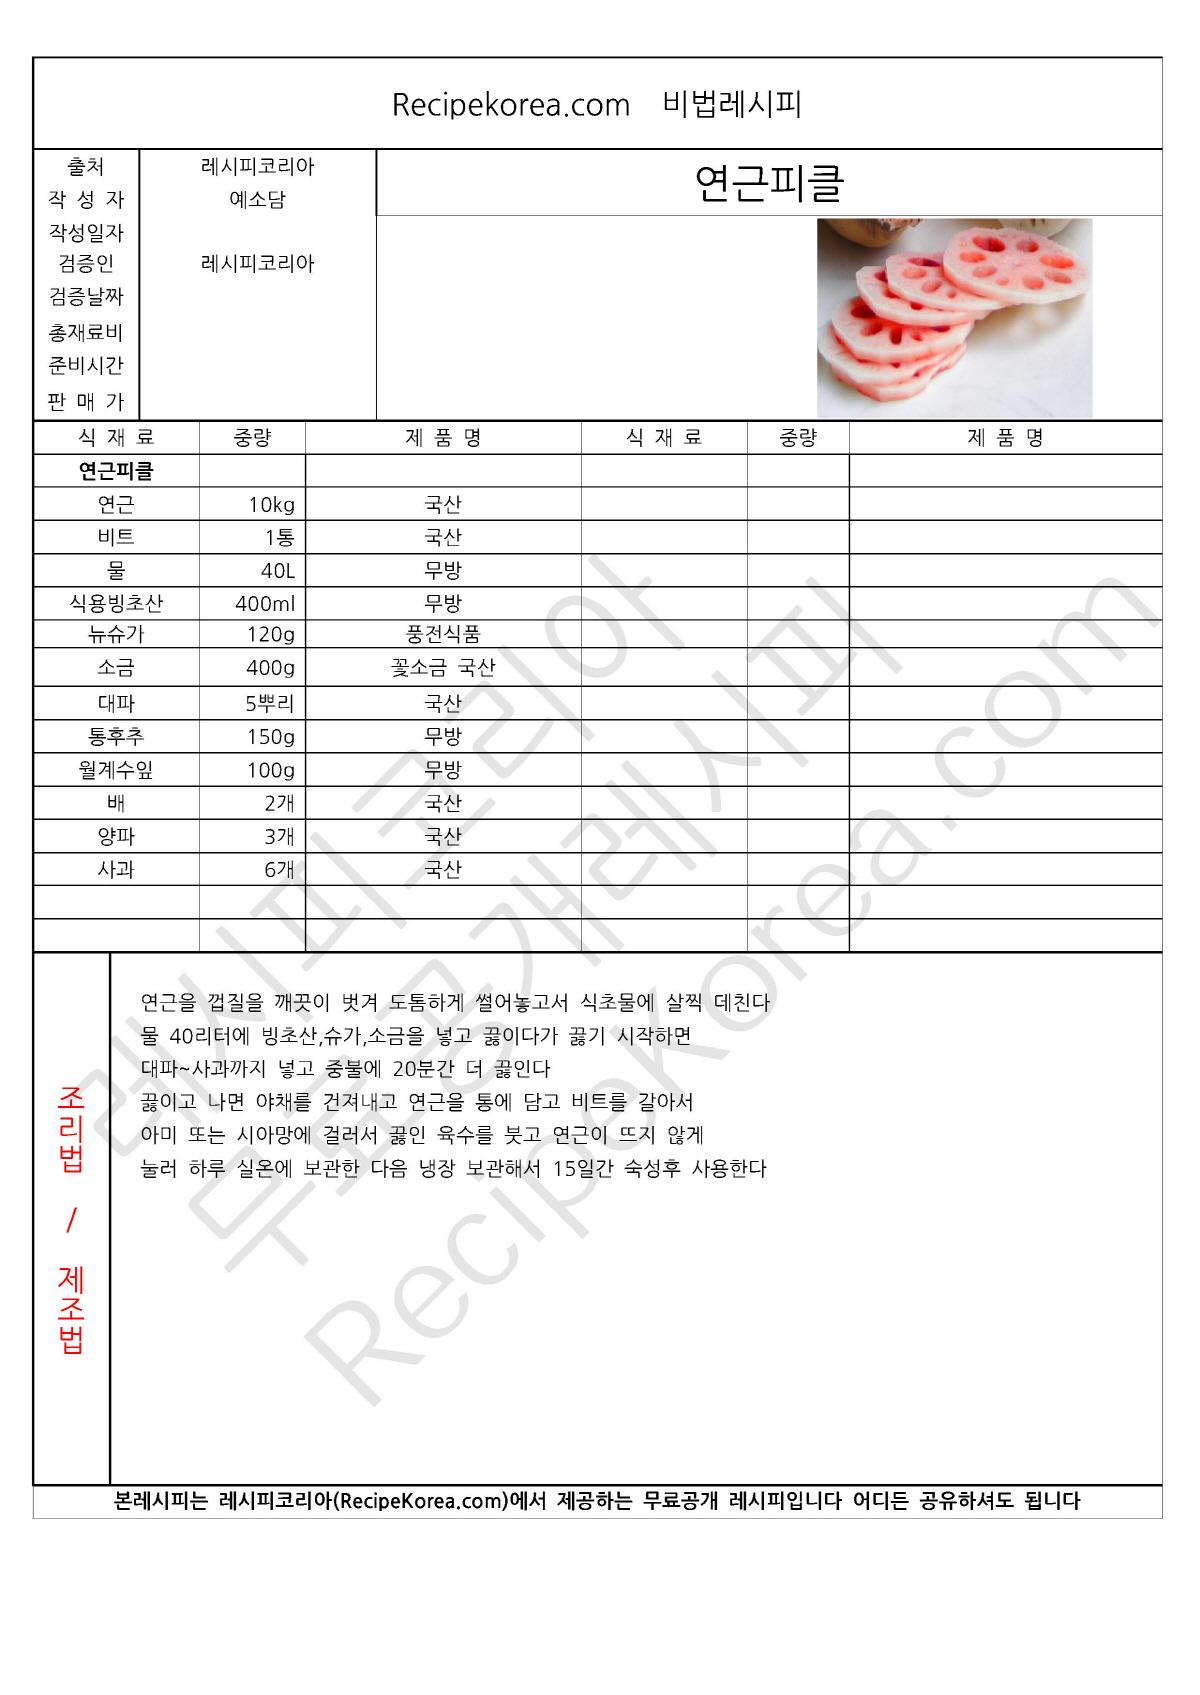 Recipekorea.com 비법레시피
출처 레시피코리아
작 성 자 예소담
연근피클
작성일자
검증인 레시피코리아
검증날짜
총재료비
준비시간
판 매 가
식 재 료 중량 제 품 명 식 재 료 중량 제 품 명
연근피클
연근 10kg 국산
비트 1통 국산
물 40L 무방
식용빙초산 400ml 무방
뉴슈가 120g 풍전식품
소금 400g 꽃소금 국산
대파 5뿌리 국산
통후추 150g 무방
월계수잎 100g 무방
배 2개 국산
양파 3개 국산
사과 6개 국산
조리법 / 제조법
연근을 껍질을 깨끗이 벗겨 도톰하게 썰어놓고서 식초물에 살짝 데친다
물 40리터에 빙초산,슈가,소금을 넣고 끓이다가 끓기 시작하면
대파~사과까지 넣고 중불에 20분간 더 끓인다
끓이고 나면 야채를 건져내고 연근을 통에 담고 비트를 갈아서
아미 또는 시아망에 걸러서 끓인 육수를 붓고 연근이 뜨지 않게
눌러 하루 실온에 보관한 다음 냉장 보관해서 15일간 숙성후 사용한다
본레시피는 레시피코리아(RecipeKorea.com)에서 제공하는 무료공개 레시피입니다 어디든 공유하셔도 됩니다
레시피코리아
무료공개레시피
RecipeKorea.com